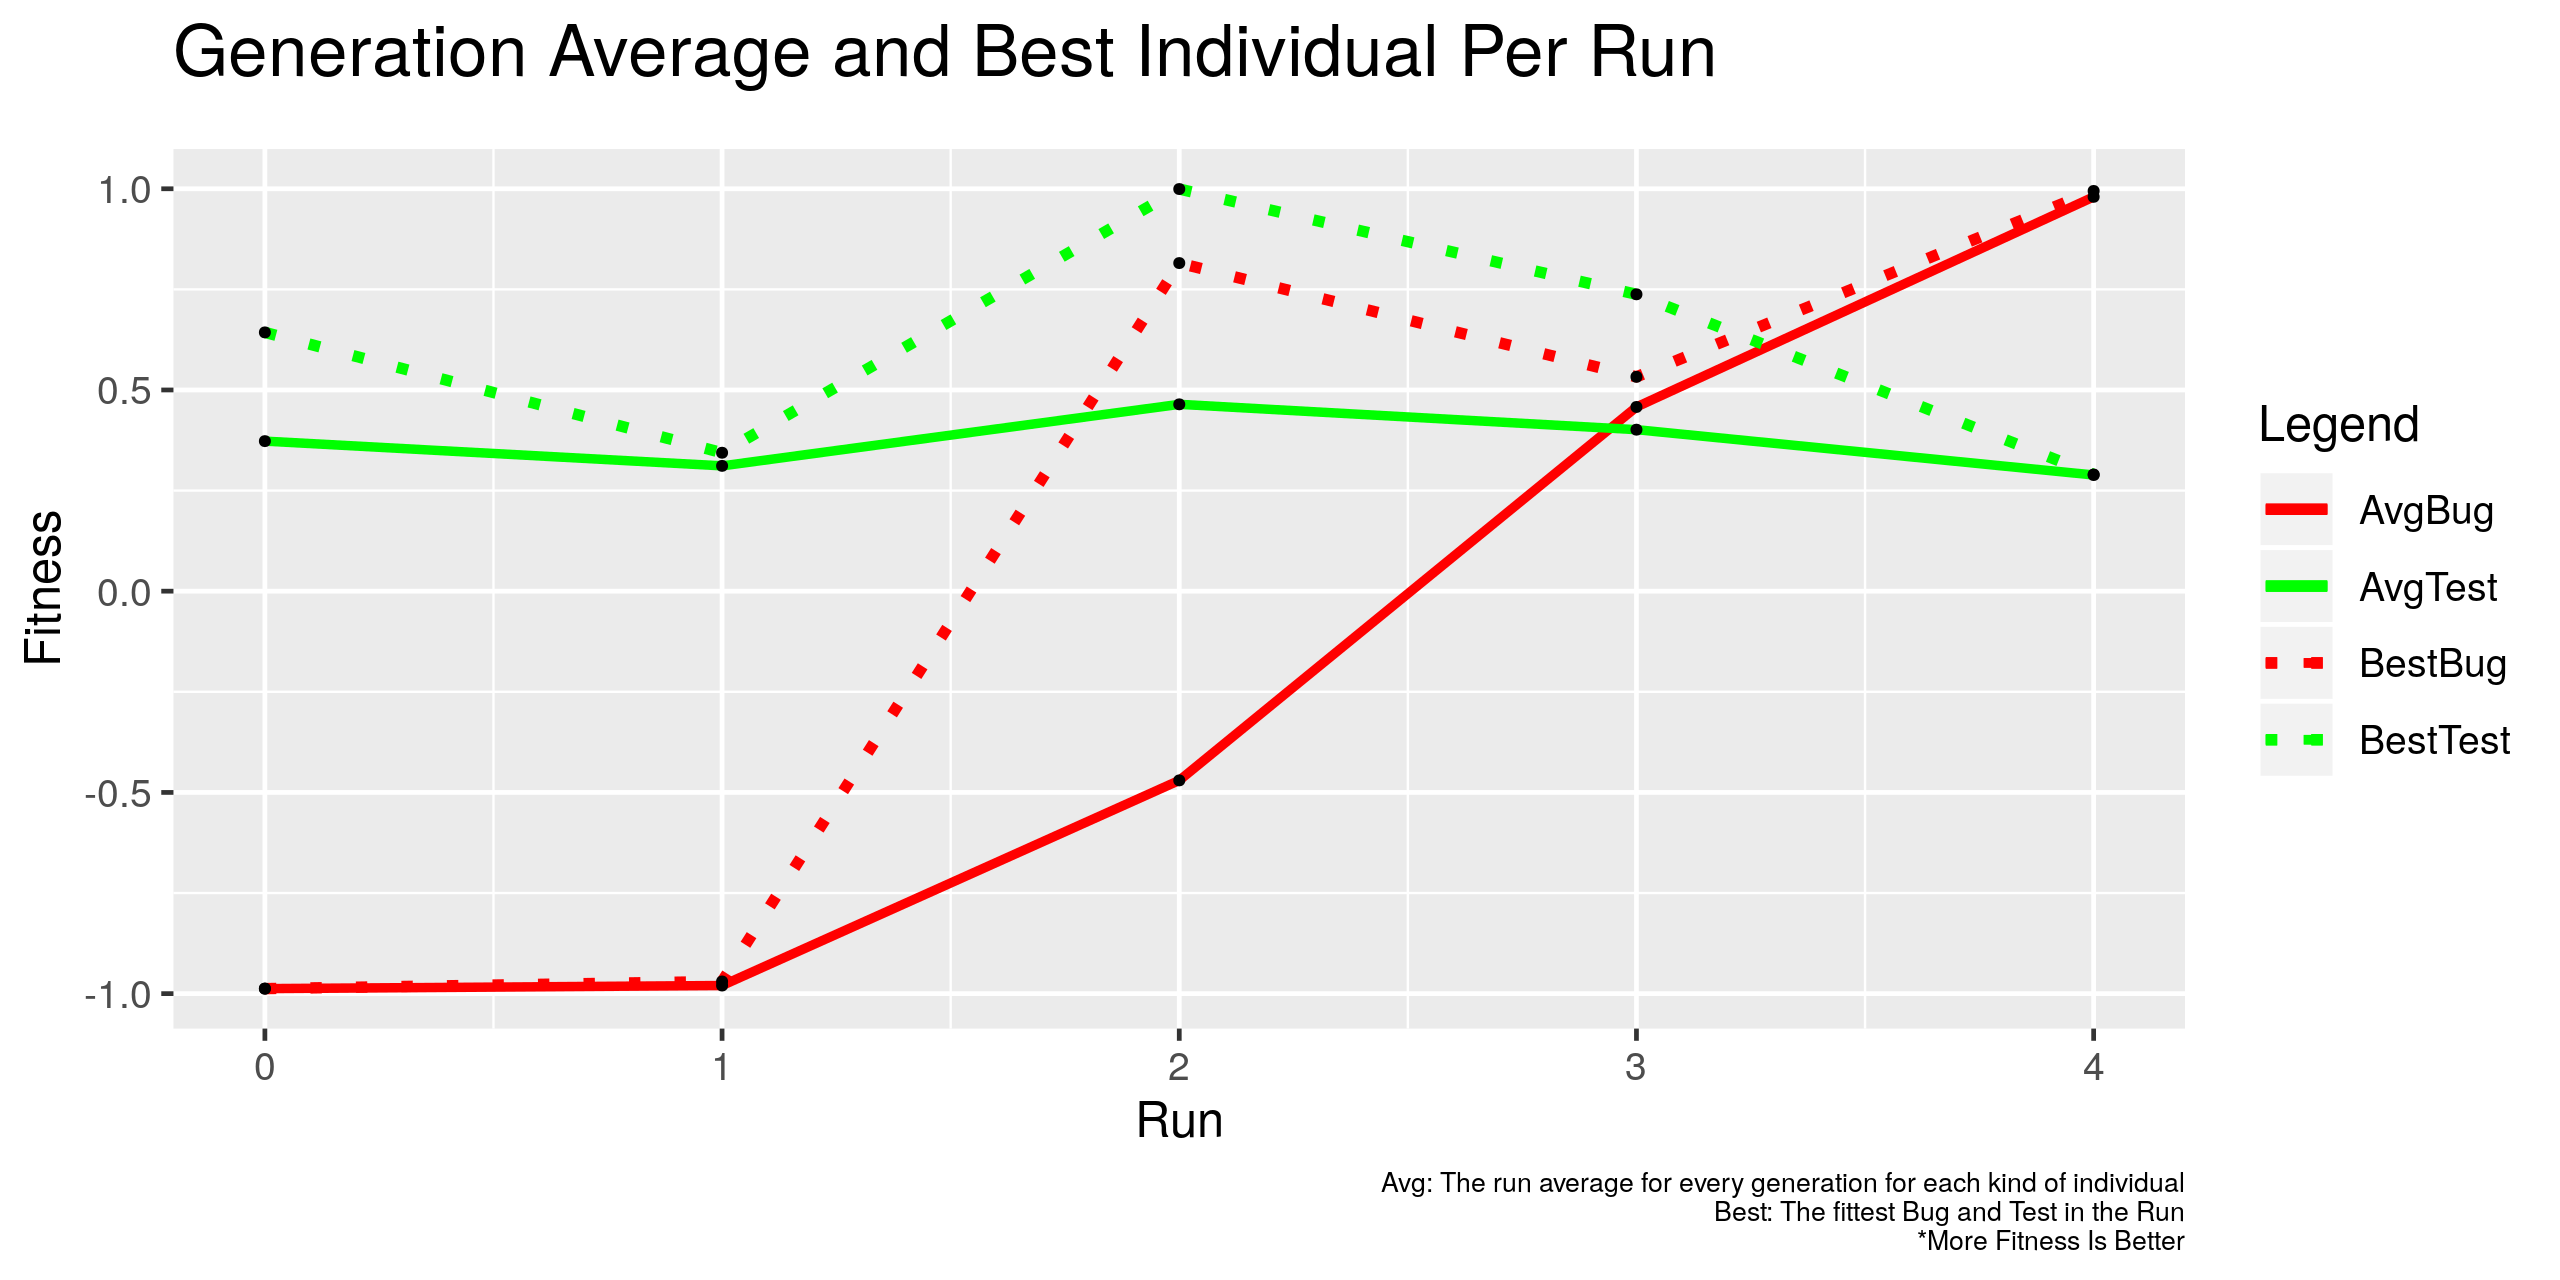 Generation Average and Best Individual Per Run
1.0
0.5
0.0
-0.5
-1.0
Fitness
0
1
2
3
4
Run
Legend
AvgBug
AvgTest
BestBug
BestTest
Avg: The run average for every generation for each kind of individual
Best: The fittest Bug and Test in the Run
*More Fitness Is Better